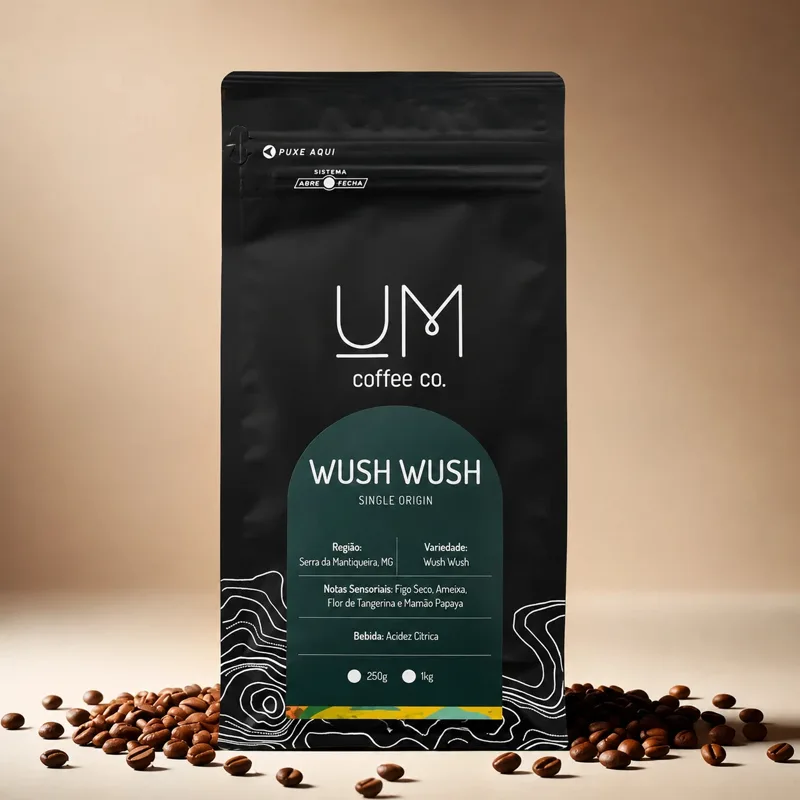 PUXE AQUI
SISTEMA
ABRE FECHA
UM
coffee co.
WUSH WUSH
SINGLE ORIGIN
Região:
Serra da Mantiqueira, MG
Variedade:
Wush Wush
Notas Sensoriais: Figo Seco, Ameixa,
Flor de Tangerina e Mamão Papaya
Bebida: Acidez Cítrica
250g 1kg